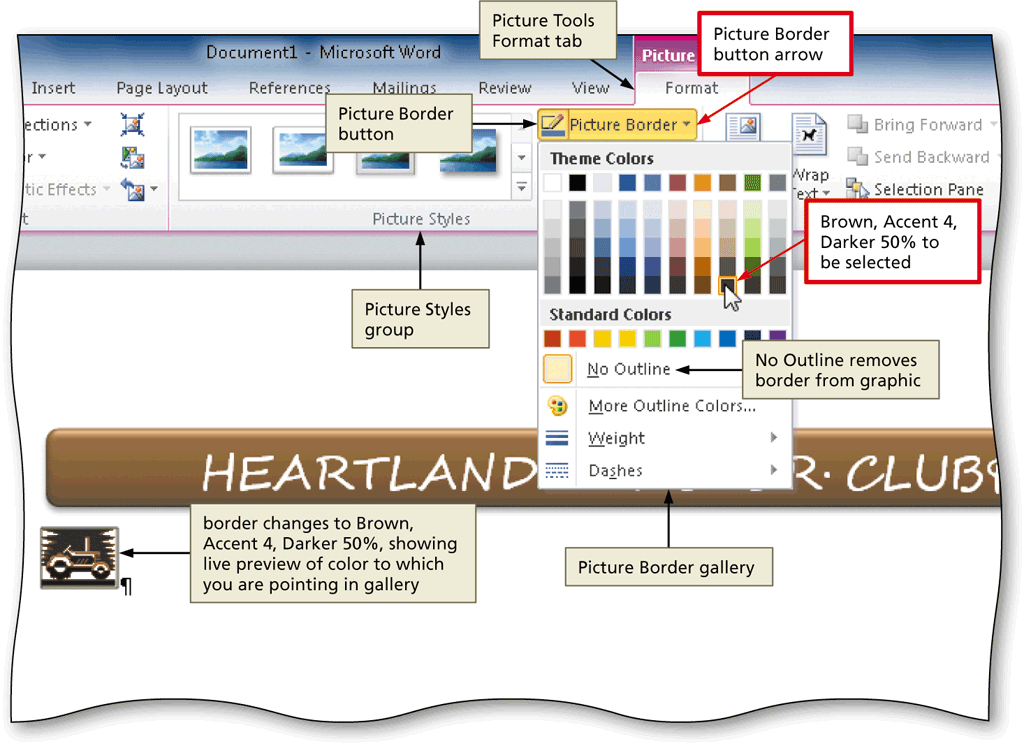 Picture Tools
Format tab
Picture Border
button arrow
Document1 - Microsoft Word
Picture
Insert
Page Layout
References
Mailings
Review
View
Format
Picture Border
button
Picture Border
ections
r
tic Effects
t
Theme Colors
Wrap
Text
Bring Forward
Send Backward
Selection Pane
Picture Styles
Brown, Accent 4,
Darker 50% to
be selected
Picture Styles
group
Standard Colors
No Outline
No Outline removes
border from graphic
More Outline Colors...
Weight
Dashes
HEARTLAND R· CLUB
border changes to Brown,
Accent 4, Darker 50%, showing
live preview of color to which
you are pointing in gallery
¶
Picture Border gallery